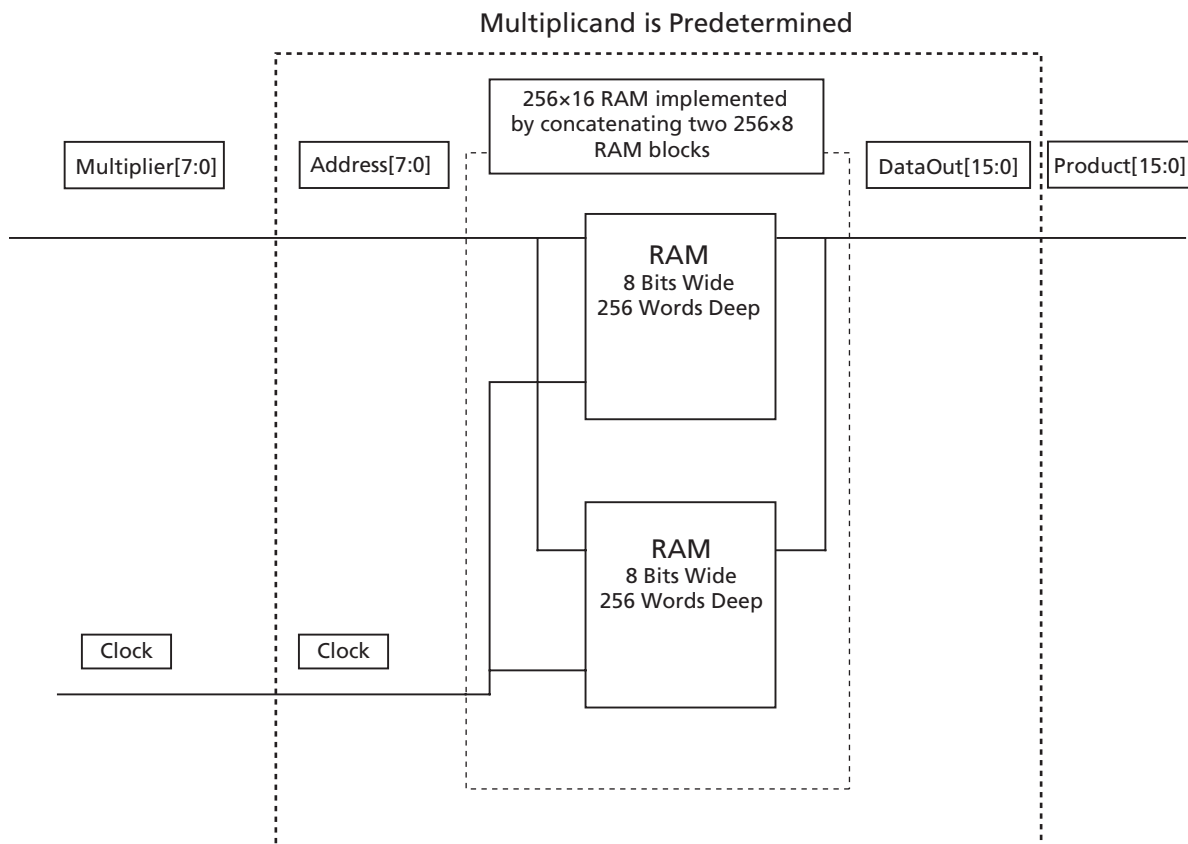 Multiplicand is Predetermined
256×16 RAM implemented
by concatenating two 256×8
RAM blocks
Multiplier[7:0]
Address[7:0]
DataOut[15:0]
Product[15:0]
RAM
8 Bits Wide
256 Words Deep
RAM
8 Bits Wide
256 Words Deep
Clock
Clock